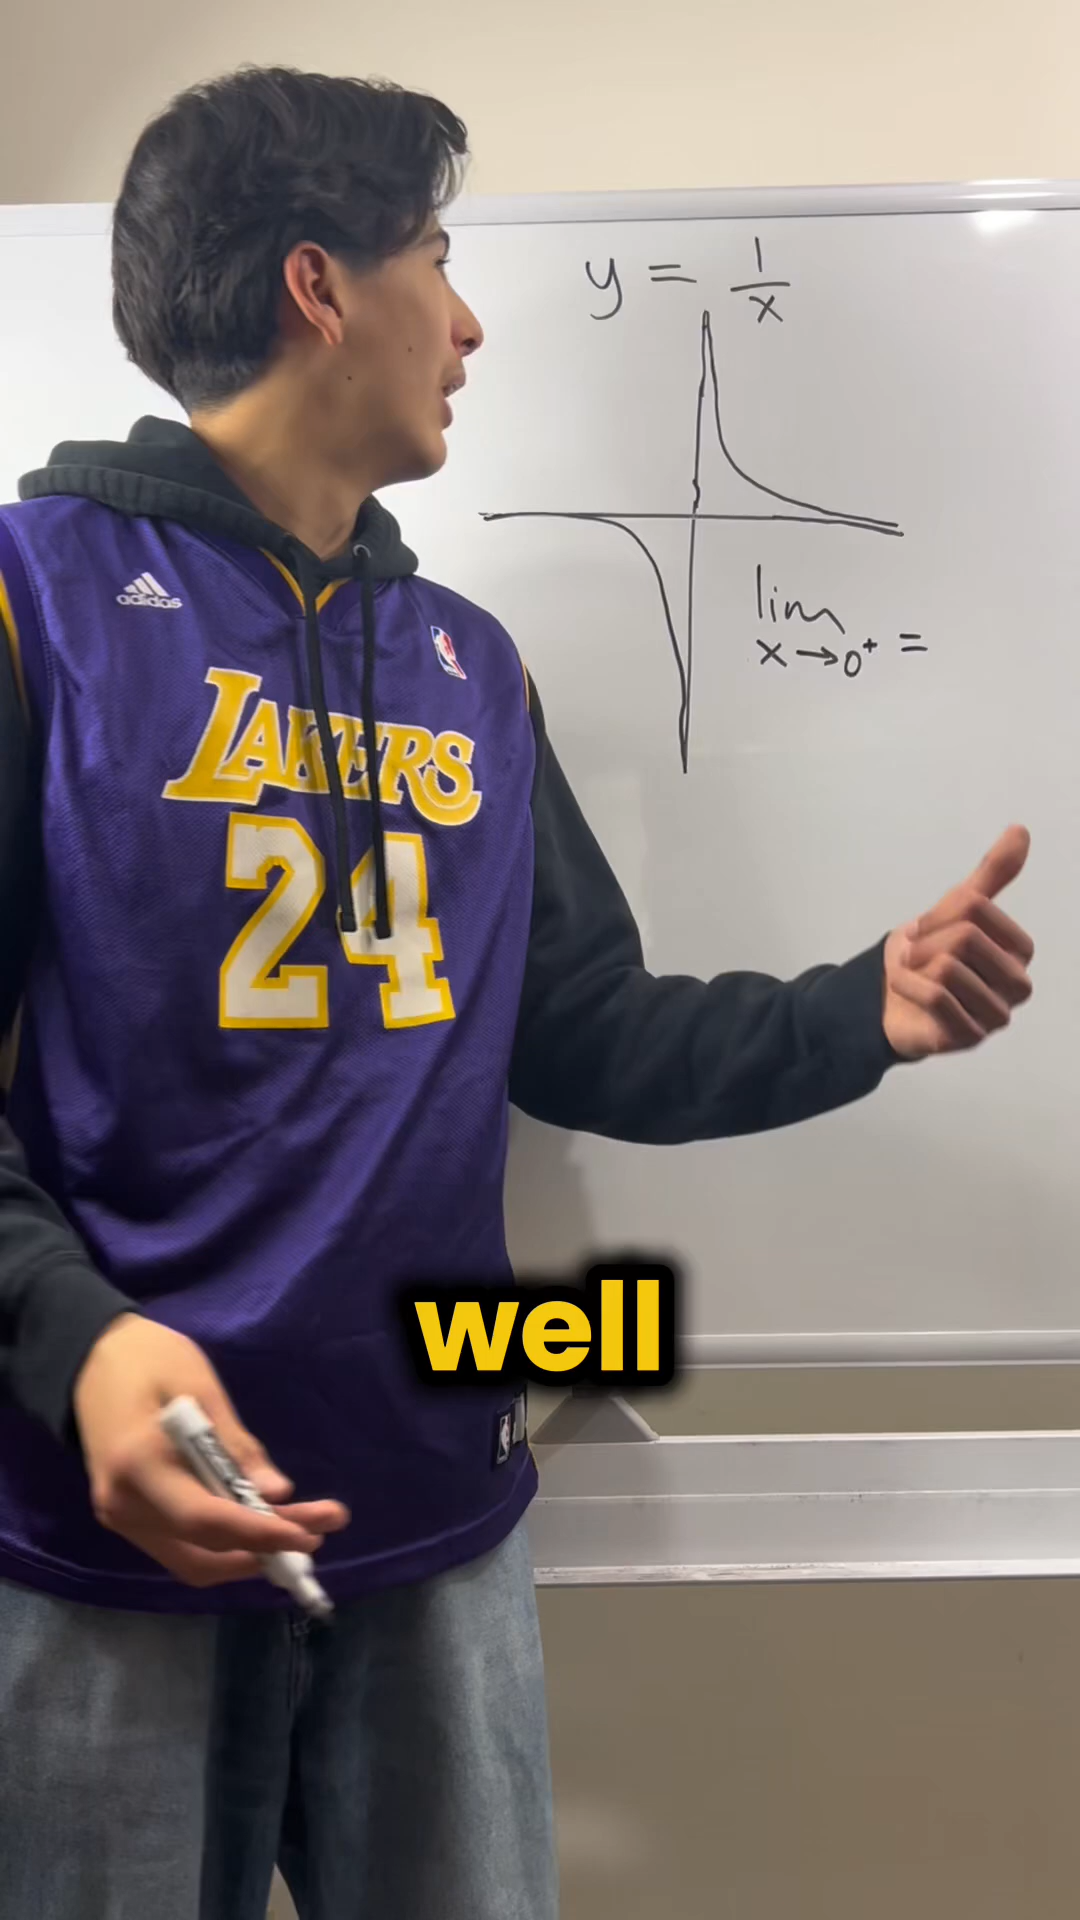 y = 1/x
lim
x→0⁺ =
adidas
LAKERS
24
well